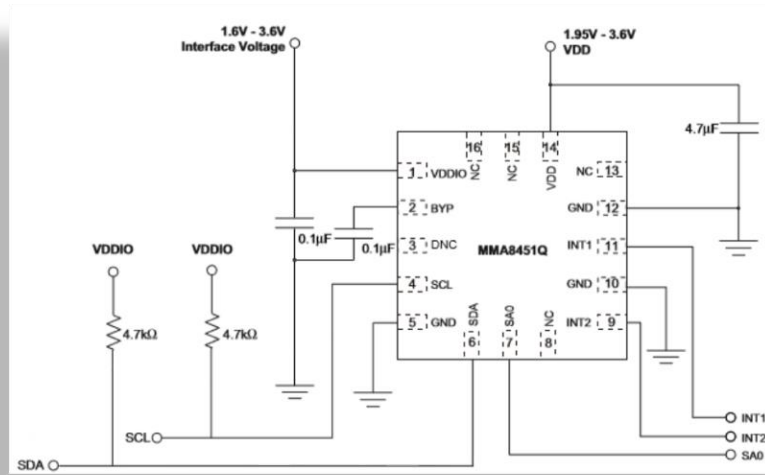 1.6V - 3.6V
Interface Voltage
1.95V - 3.6V
VDD
4.7µF
16 15 14
NC NC VDD
1 VDDIO
NC 13
2 BYP
GND 12
0.1µF
0.1µF
3 DNC
MMA8451Q
INT1 11
VDDIO
VDDIO
4 SCL
GND 10
4.7kΩ
4.7kΩ
5 GND
SDA SA0 NC
INT2 9
6 7 8
INT1
SCL
INT2
SA0
SDA